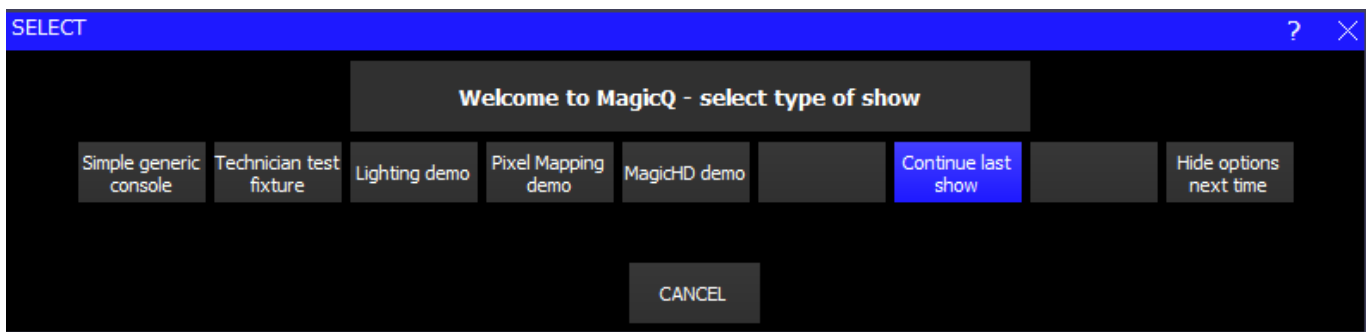 SELECT ?
Welcome to MagicQ - select type of show
Simple generic
console
Technician test
fixture
Lighting demo
Pixel Mapping
demo
MagicHD demo
Continue last
show
Hide options
next time
CANCEL